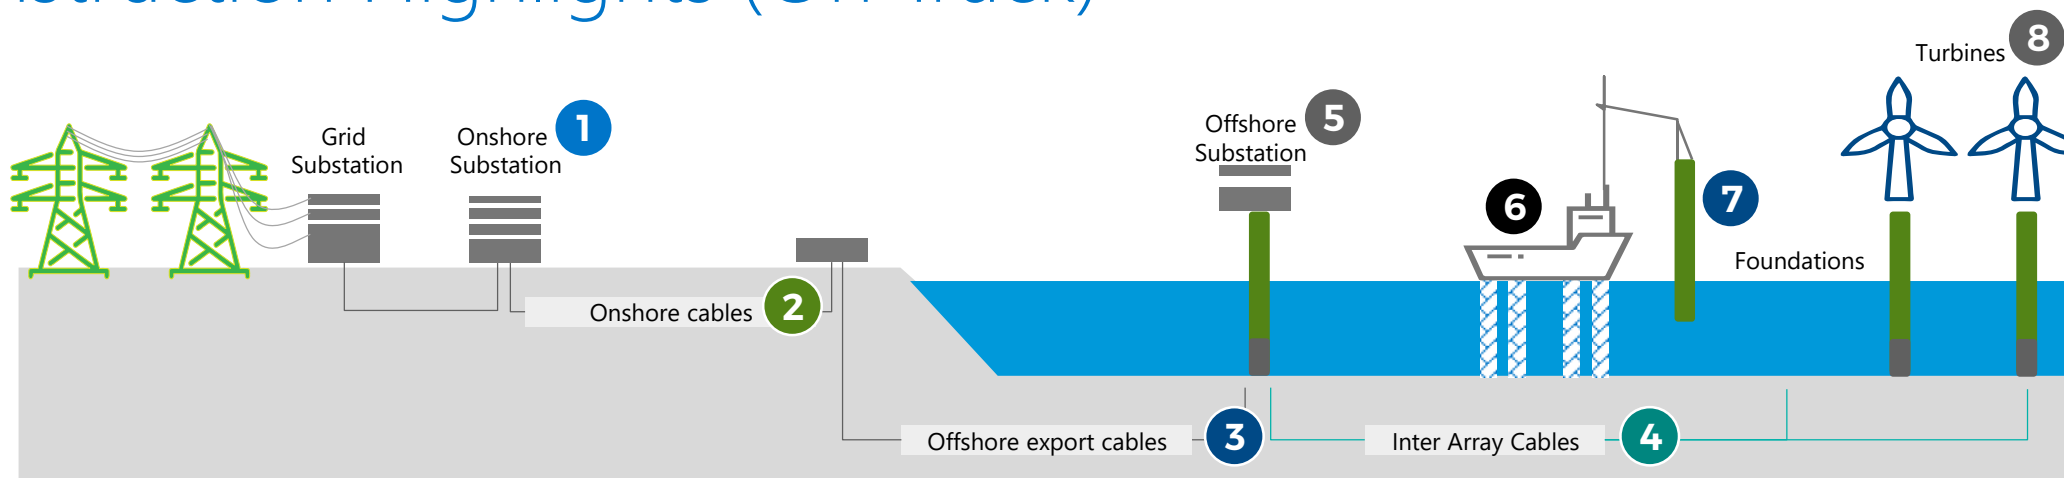 Turbines 8
Grid
Substation
Onshore
Substation
1
Offshore
Substation
5
6
7
Foundations
Onshore cables 2
Offshore export cables 3
Inter Array Cables 4